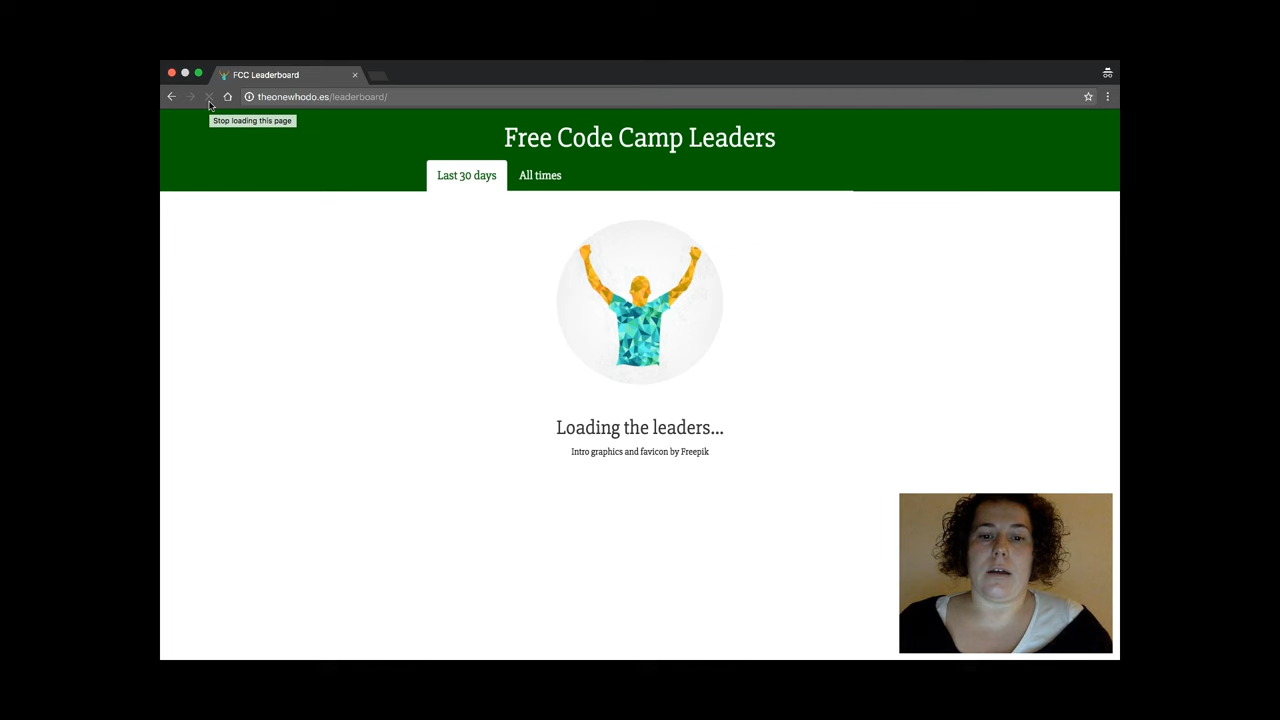 FCC Leaderboard
theonewhodo.es/leaderboard/
Stop loading this page
Free Code Camp Leaders
Last 30 days All times
Loading the leaders...
Intro graphics and favicon by Freepik